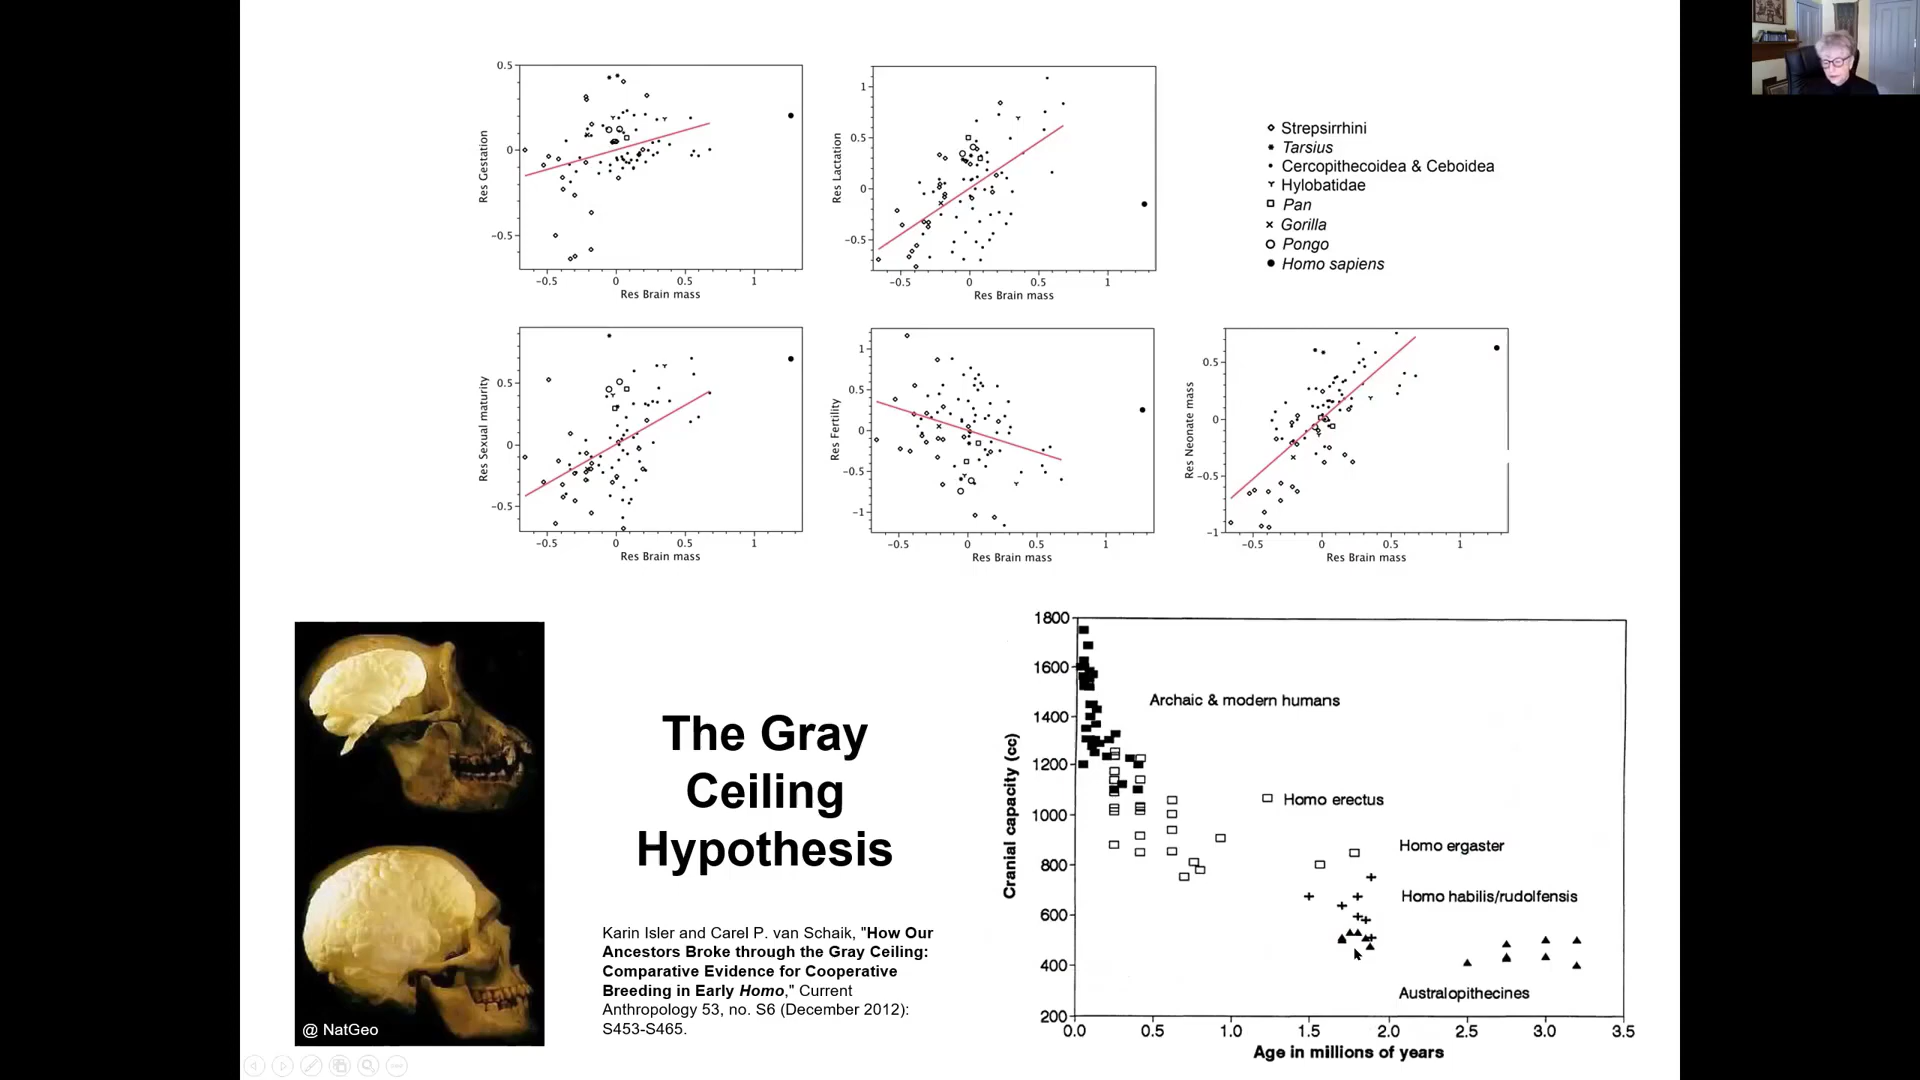 0.5
0
−0.5
Res Gestation
−0.5
0
0.5
1
Res Brain mass
1
0.5
0
−0.5
Res Lactation
−0.5
0
0.5
1
Res Brain mass
Strepsirrhini
Tarsius
Cercopithecoidea & Ceboidea
Hylobatidae
Pan
Gorilla
Pongo
Homo sapiens
0.5
0
−0.5
Res Sexual maturity
−0.5
0
0.5
1
Res Brain mass
1
0.5
0
−0.5
−1
Res Fertility
−0.5
0
0.5
1
Res Brain mass
0.5
0
−0.5
−1
Res Neonate mass
−0.5
0
0.5
1
Res Brain mass
@ NatGeo
The Gray
Ceiling
Hypothesis
Karin Isler and Carel P. van Schaik, "How Our
Ancestors Broke through the Gray Ceiling:
Comparative Evidence for Cooperative
Breeding in Early Homo," Current
Anthropology 53, no. S6 (December 2012):
S453-S465.
1800
1600
1400
1200
1000
800
600
400
200
Cranial capacity (cc)
Archaic & modern humans
Homo erectus
Homo ergaster
Homo habilis/rudolfensis
Australopithecines
0.0
0.5
1.0
1.5
2.0
2.5
3.0
3.5
Age in millions of years